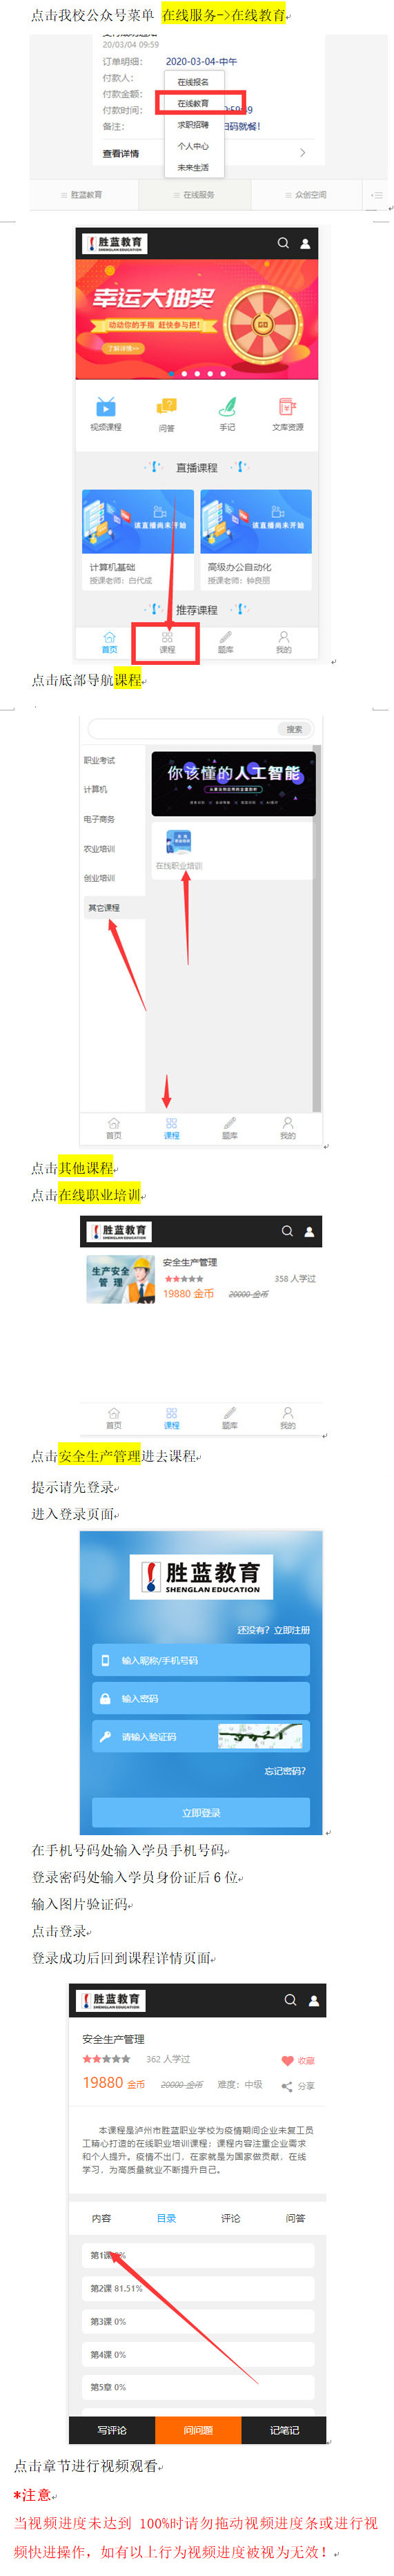 点击我校公众号菜单 在线服务->在线教育
20/03/04 09:59
订单明细: 2020-03-04-中午
付款人:
付款金额:
付款时间:
备注: 扫码就餐!
在线报名
在线教育
求职招聘
个人中心
未来生活
查看详情
胜蓝教育
在线服务
众创空间
胜蓝教育
SHENGLAN EDUCATION
幸运大抽奖
动动你的手指 赶快参与把!
了解详情
GO
视频课程
问答
手记
文库资源
直播课程
该直播尚未开始
该直播尚未开始
计算机基础
授课老师: 白代成
高级办公自动化
授课老师: 钟良丽
推荐课程
首页
课程
题库
我的
点击底部导航课程
搜索
职业考试
计算机
电子商务
农业培训
创业培训
其它课程
你该懂的人工智能
在线职业培训
首页
课程
题库
我的
点击其他课程
点击在线职业培训
胜蓝教育
SHENGLAN EDUCATION
生产安全
管 理
安全生产管理
358 人学过
19880 金币 20000 金币
首页
课程
题库
我的
点击安全生产管理进去课程
提示请先登录
进入登录页面
胜蓝教育
SHENGLAN EDUCATION
还没有? 立即注册
输入昵称/手机号码
输入密码
请输入验证码
忘记密码?
立即登录
在手机号码处输入学员手机号码
登录密码处输入学员身份证后 6 位
输入图片验证码
点击登录
登录成功后回到课程详情页面
胜蓝教育
SHENGLAN EDUCATION
安全生产管理
362 人学过
收藏
19880 金币 20000 金币 难度: 中级
分享
本课程是泸州市胜蓝职业学校为疫情期间企业未复工员
工精心打造的在线职业培训课程; 课程内容注重企业需求
和个人提升。疫情不出门，在家就是为国家做贡献，在线
学习，为高质量就业不断提升自己。
内容
目录
评论
问答
第1课 %
第2课 81.51%
第3课 0%
第4课 0%
第5章 0%
写评论
问问题
记笔记
点击章节进行视频观看
*注意
当视频进度未达到 100%时请勿拖动视频进度条或进行视
频快进操作, 如有以上行为视频进度被视为无效!